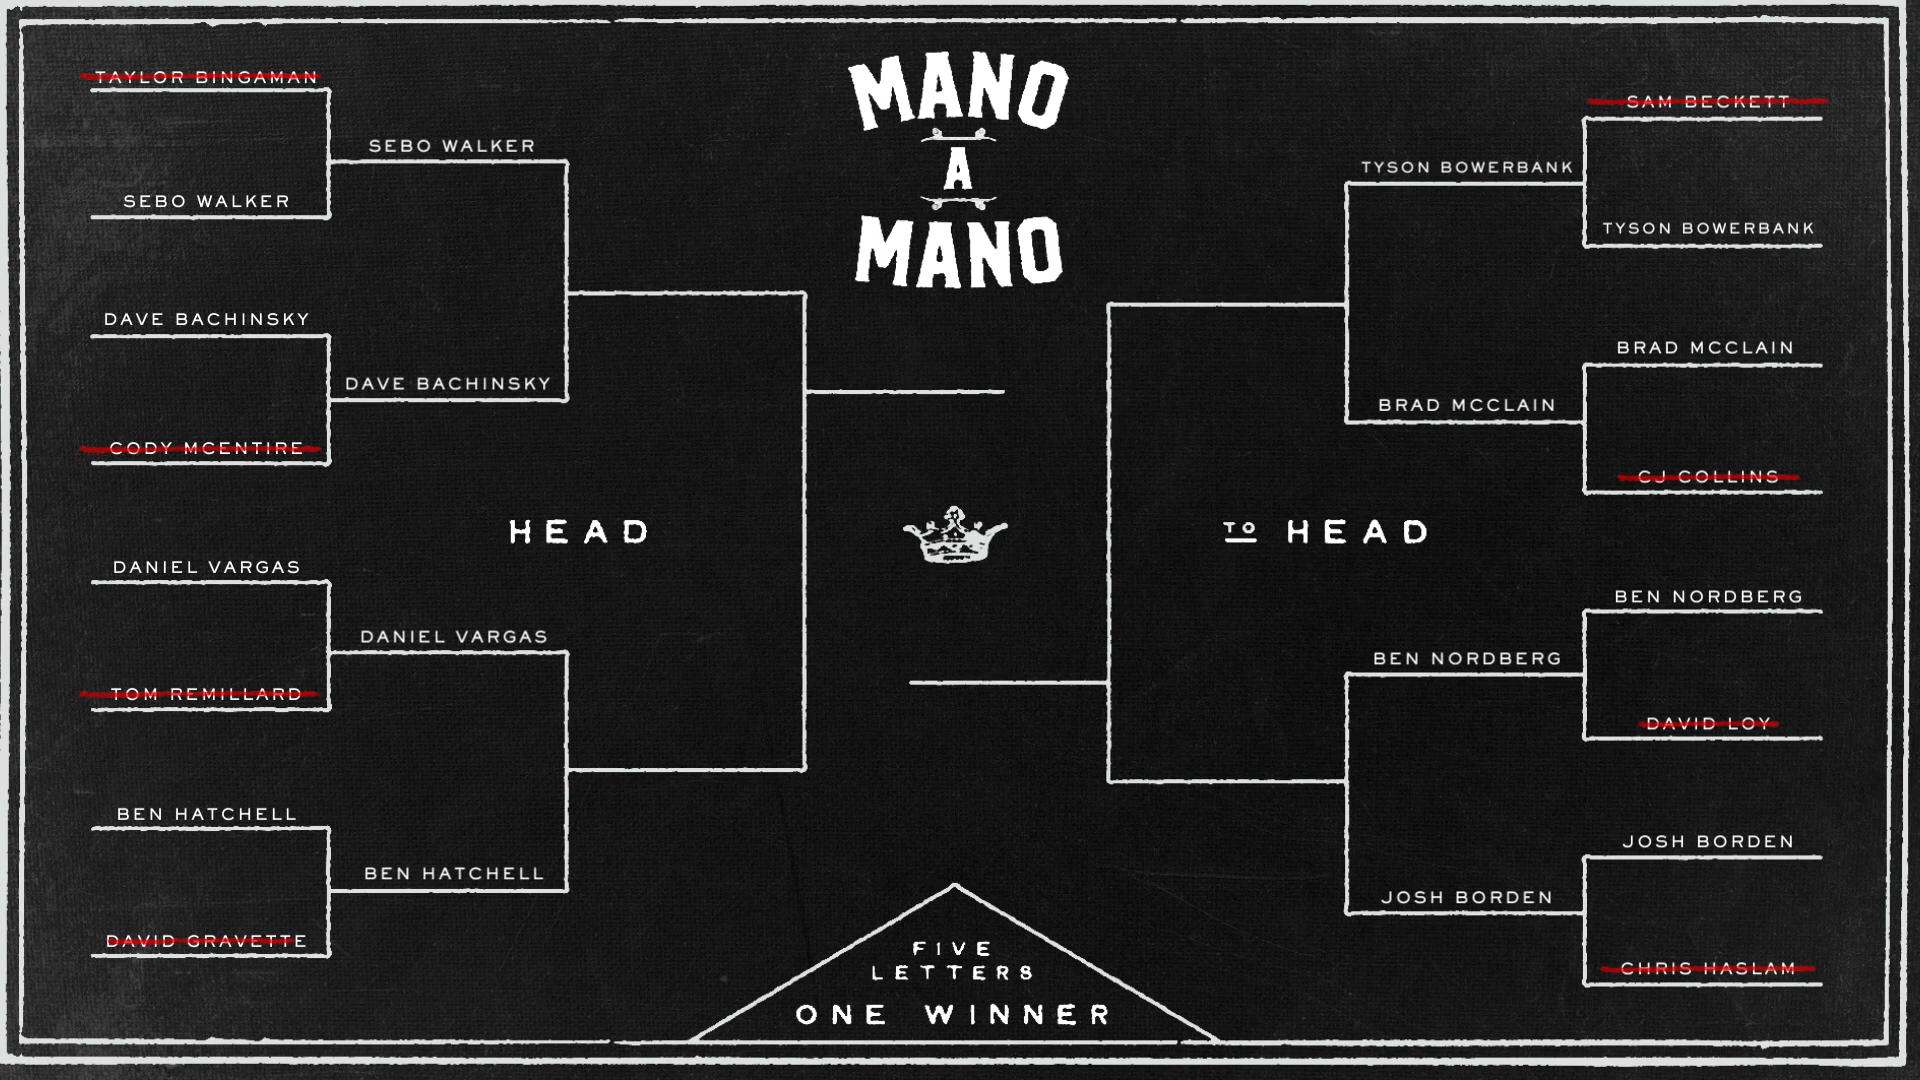 MANO
A
MANO
TAYLOR BINGAMAN
SEBO WALKER
SEBO WALKER
DAVE BACHINSKY
DAVE BACHINSKY
CODY MCENTIRE
HEAD
DANIEL VARGAS
DANIEL VARGAS
TOM REMILLARD
BEN HATCHELL
BEN HATCHELL
DAVID GRAVETTE
SAM BECKETT
TYSON BOWERBANK
TYSON BOWERBANK
BRAD MCCLAIN
BRAD MCCLAIN
CJ COLLINS
TO HEAD
BEN NORDBERG
BEN NORDBERG
DAVID LOY
JOSH BORDEN
JOSH BORDEN
CHRIS HASLAM
FIVE
LETTERS
ONE WINNER